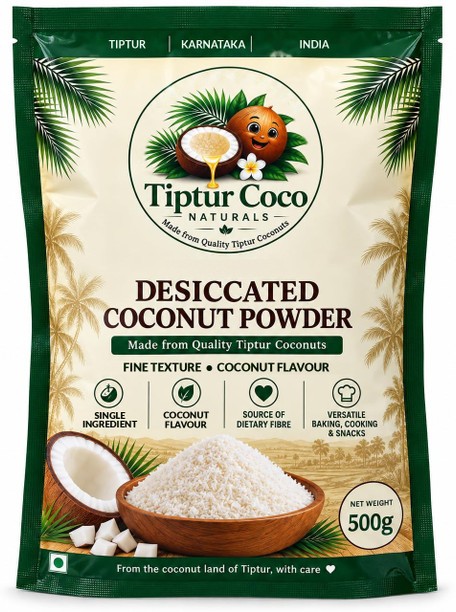 TIPTUR | KARNATAKA | INDIA
Tiptur Coco
NATURALS
Made from Quality Tiptur Coconuts
DESICCATED
COCONUT POWDER
Made from Quality Tiptur Coconuts
FINE TEXTURE • COCONUT FLAVOUR
SINGLE
INGREDIENT
COCONUT
FLAVOUR
SOURCE OF
DIETARY FIBRE
VERSATILE
BAKING, COOKING
& SNACKS
NET WEIGHT
500g
From the coconut land of Tiptur, with care